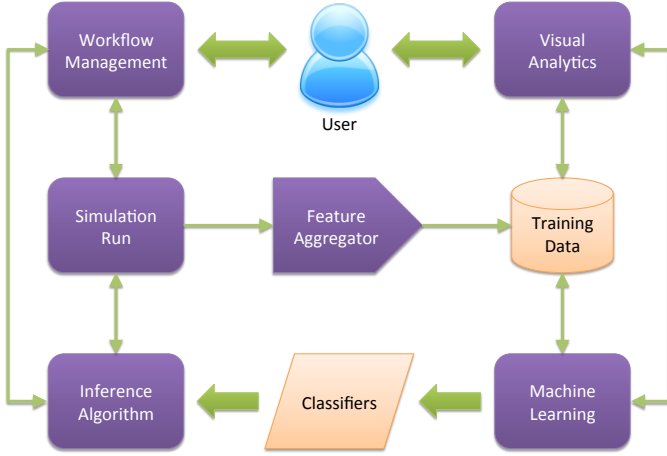 Workflow
Management
User
Visual
Analytics
Simulation
Run
Feature
Aggregator
Training
Data
Inference
Algorithm
Classifiers
Machine
Learning